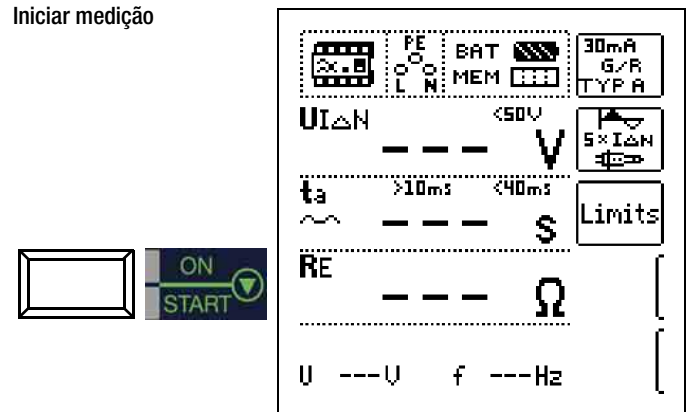 Iniciar medição
PE
L N
BAT
MEM
30mA
G/R
TYP A
UI△N <50V
--- V
5×I△N
ta >10ms <40ms
--- s
Limits
RE
--- Ω
U ---V f ---Hz
ON
START